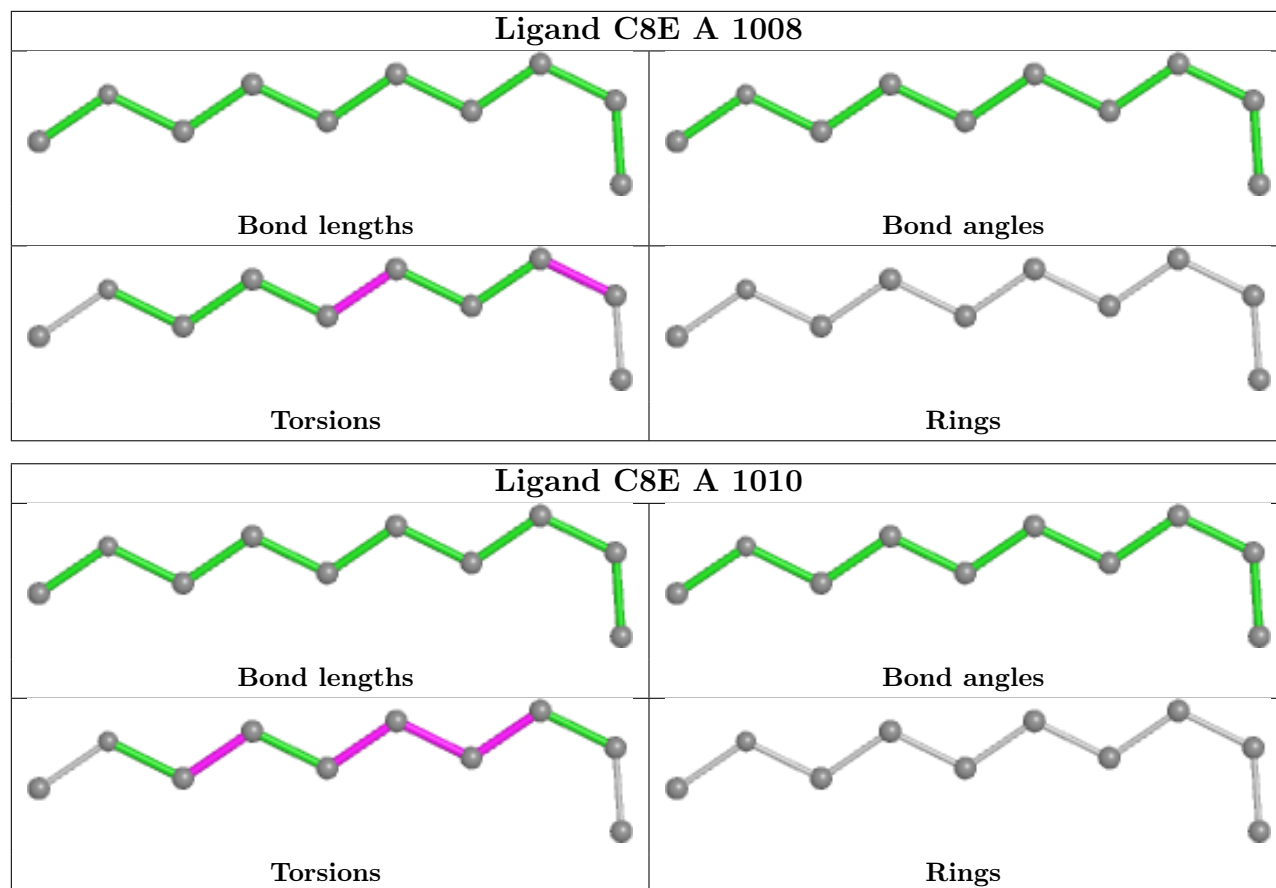 Ligand C8E A 1008
Bond lengths
Bond angles
Torsions
Rings
Ligand C8E A 1010
Bond lengths
Bond angles
Torsions
Rings